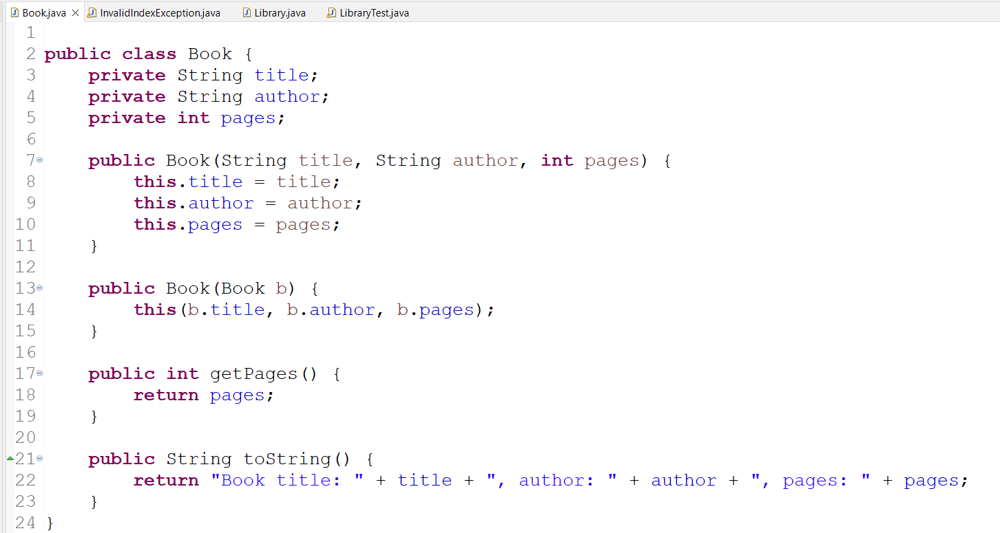 Book.java InvalidIndexException.java Library.java LibraryTest.java
1
2 public class Book {
3     private String title;
4     private String author;
5     private int pages;
6
7     public Book(String title, String author, int pages) {
8         this.title = title;
9         this.author = author;
10         this.pages = pages;
11     }
12
13     public Book(Book b) {
14         this(b.title, b.author, b.pages);
15     }
16
17     public int getPages() {
18         return pages;
19     }
20
21     public String toString() {
22         return "Book title: " + title + ", author: " + author + ", pages: " + pages;
23     }
24 }